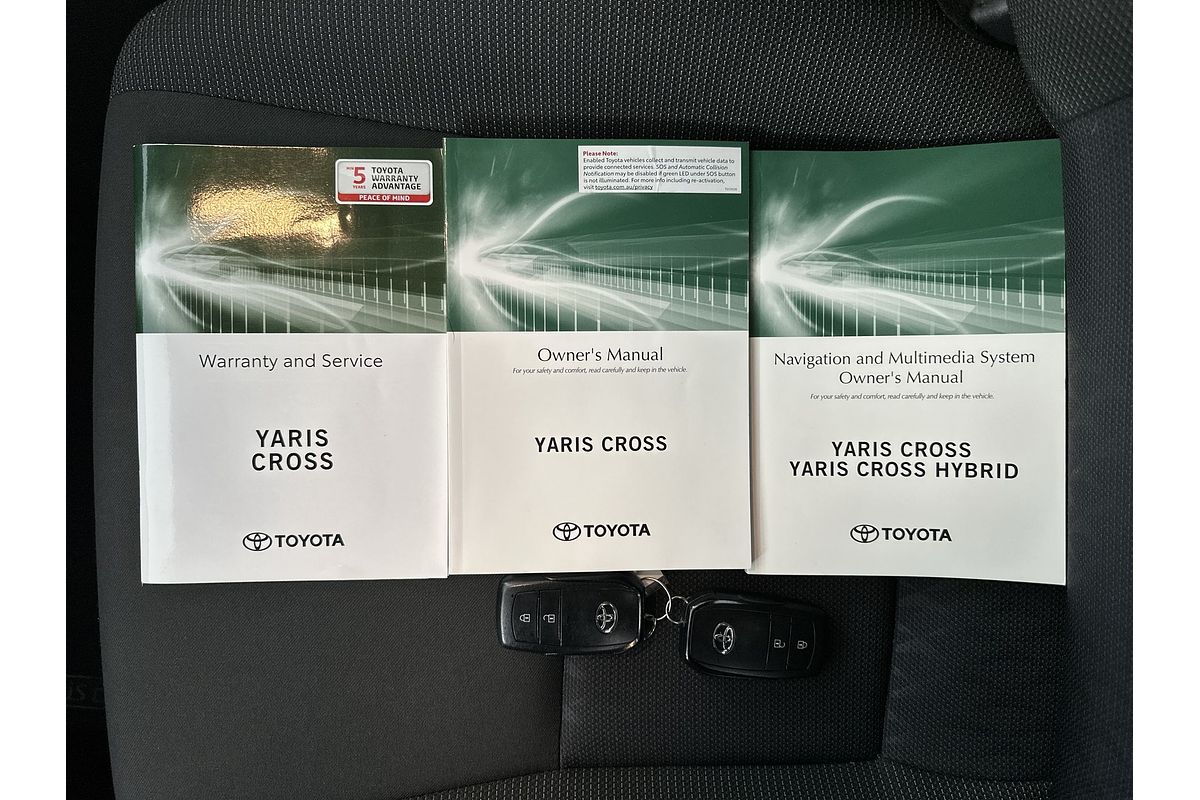 MIN
5
YEARS
TOYOTA
WARRANTY
ADVANTAGE
PEACE OF MIND
Warranty and Service
YARIS
CROSS
TOYOTA
Please Note:
Enabled Toyota vehicles collect and transmit vehicle data to
provide connected services. SOS and Automatic Collision
Notification may be disabled if green LED under SOS button
is not illuminated. For more info including re-activation,
visit toyota.com.au/privacy
Owner's Manual
For your safety and comfort, read carefully and keep in the vehicle.
YARIS CROSS
TOYOTA
Navigation and Multimedia System
Owner's Manual
For your safety and comfort, read carefully and keep in the vehicle.
YARIS CROSS
YARIS CROSS HYBRID
TOYOTA